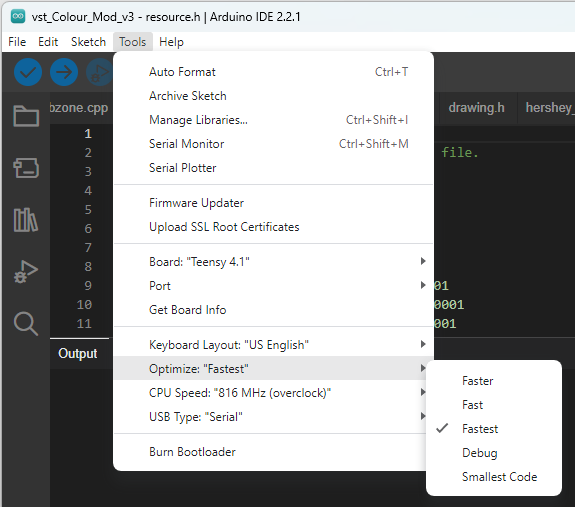 vst_Colour_Mod_v3 - resource.h | Arduino IDE 2.2.1
File Edit Sketch Tools Help
bzone.cpp drawing.h hershey_
Auto Format Ctrl+T
Archive Sketch
Manage Libraries... Ctrl+Shift+I
Serial Monitor Ctrl+Shift+M
Serial Plotter
Firmware Updater
Upload SSL Root Certificates
Board: "Teensy 4.1"
Port
Get Board Info
Keyboard Layout: "US English"
Optimize: "Fastest"
CPU Speed: "816 MHz (overclock)"
USB Type: "Serial"
Burn Bootloader
Faster
Fast
Fastest
Debug
Smallest Code
1
2 file.
3
4
5
6
7
8
9 01
10 0001
11 001
Output